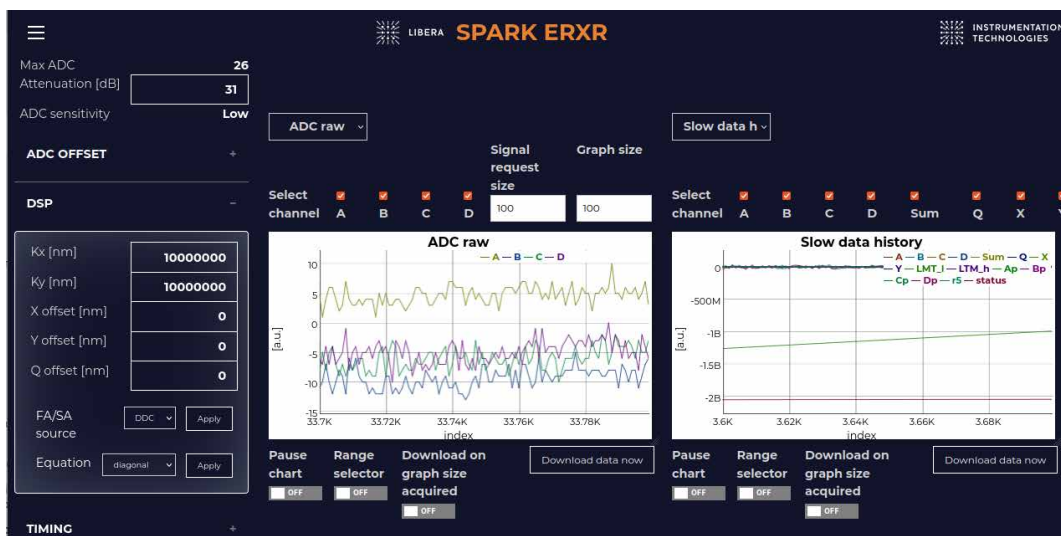 LIBERA SPARK ERXR
INSTRUMENTATION
TECHNOLOGIES
Max ADC 26
Attenuation [dB] 31
ADC sensitivity Low
ADC OFFSET +
DSP -
Kx [nm] 10000000
Ky [nm] 10000000
X offset [nm] 0
Y offset [nm] 0
Q offset [nm] 0
FA/SA
source
DDC Apply
Equation diagonal Apply
TIMING +
ADC raw
Signal
request
size
Graph size
Select
channel A B C D
100 100
ADC raw
A B C D
10
5
0
-5
-10
-15
[a.u.]
33.7K 33.72K 33.74K 33.76K 33.78K
index
Pause
chart
OFF
Range
selector
OFF
Download on
graph size
acquired
OFF
Download data now
Slow data h
Select
channel A B C D Sum Q X
Slow data history
A B C D Sum Q X
Y LMT_l LTM_h Ap Bp
Cp Dp rS status
0
-500M
-1B
-1.5B
-2B
[a.u.]
3.6K 3.62K 3.64K 3.66K 3.68K
index
Pause
chart
OFF
Range
selector
OFF
Download on
graph size
acquired
OFF
Download data now